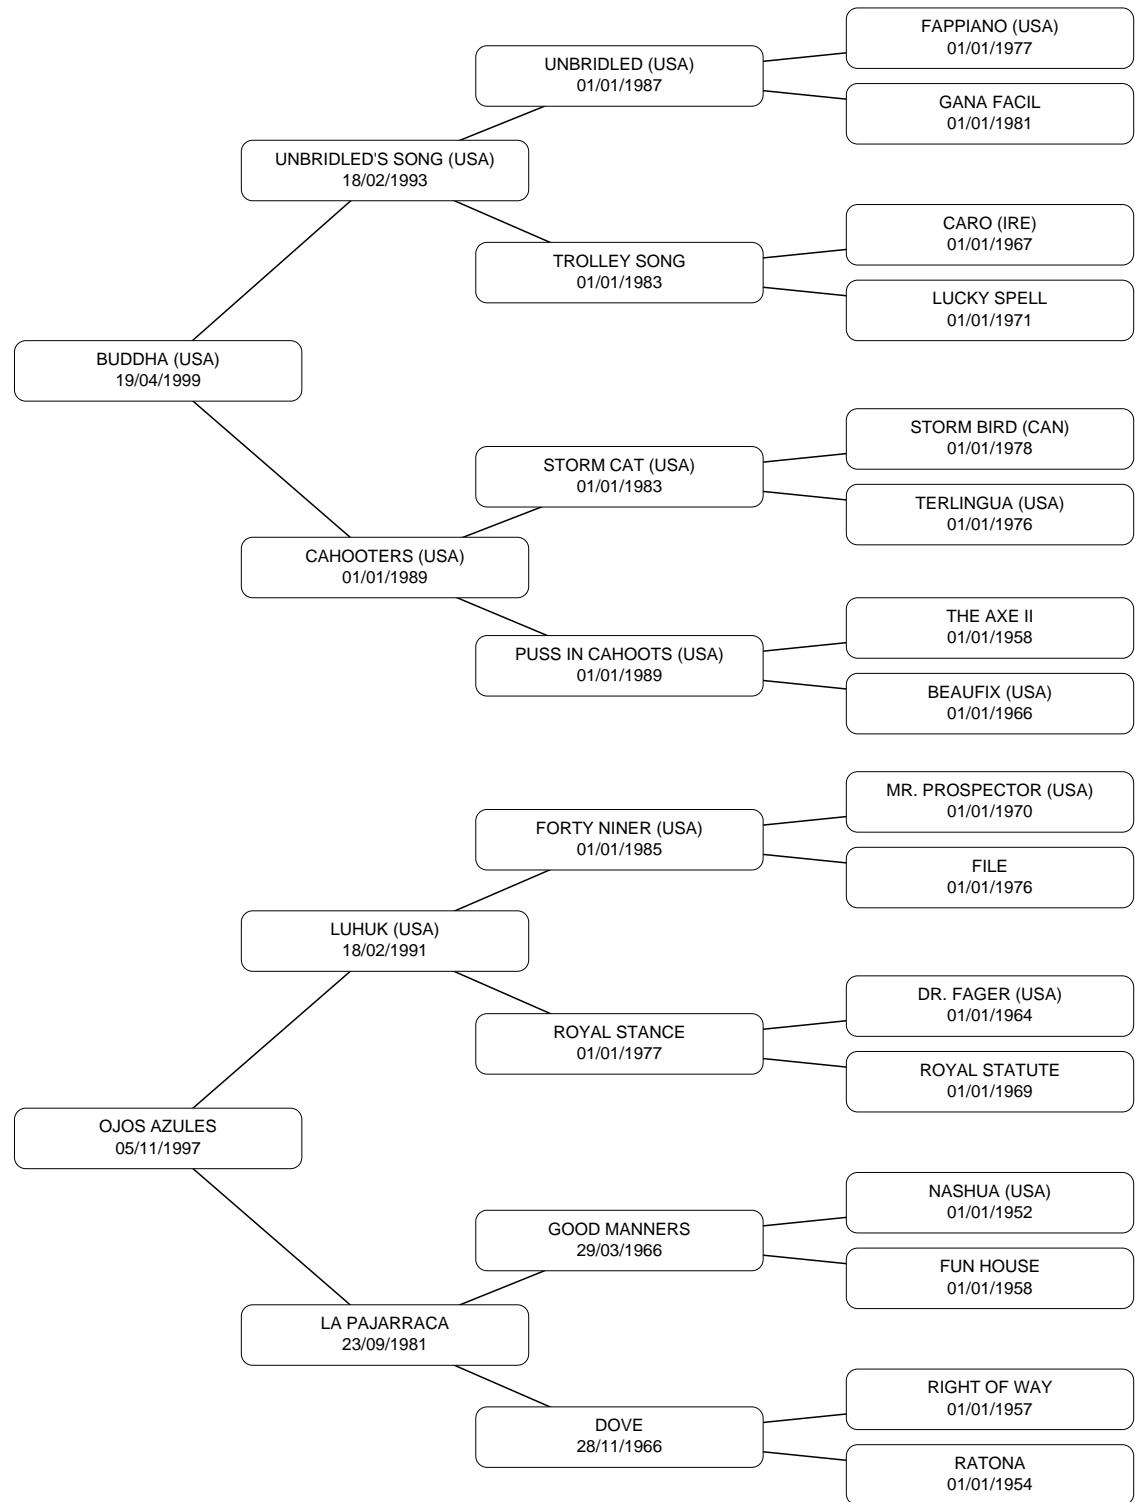 FAPPIANO (USA)
01/01/1977
UNBRIDLED (USA)
01/01/1987
GANA FACIL
01/01/1981
UNBRIDLED'S SONG (USA)
18/02/1993
CARO (IRE)
01/01/1967
TROLLEY SONG
01/01/1983
LUCKY SPELL
01/01/1971
BUDDHA (USA)
19/04/1999
STORM BIRD (CAN)
01/01/1978
STORM CAT (USA)
01/01/1983
TERLINGUA (USA)
01/01/1976
CAHOOTERS (USA)
01/01/1989
THE AXE II
01/01/1958
PUSS IN CAHOOTS (USA)
01/01/1989
BEAUFIX (USA)
01/01/1966
MR. PROSPECTOR (USA)
01/01/1970
FORTY NINER (USA)
01/01/1985
FILE
01/01/1976
LUHUK (USA)
18/02/1991
DR. FAGER (USA)
01/01/1964
ROYAL STANCE
01/01/1977
ROYAL STATUTE
01/01/1969
OJOS AZULES
05/11/1997
NASHUA (USA)
01/01/1952
GOOD MANNERS
29/03/1966
FUN HOUSE
01/01/1958
LA PAJARRACA
23/09/1981
RIGHT OF WAY
01/01/1957
DOVE
28/11/1966
RATONA
01/01/1954